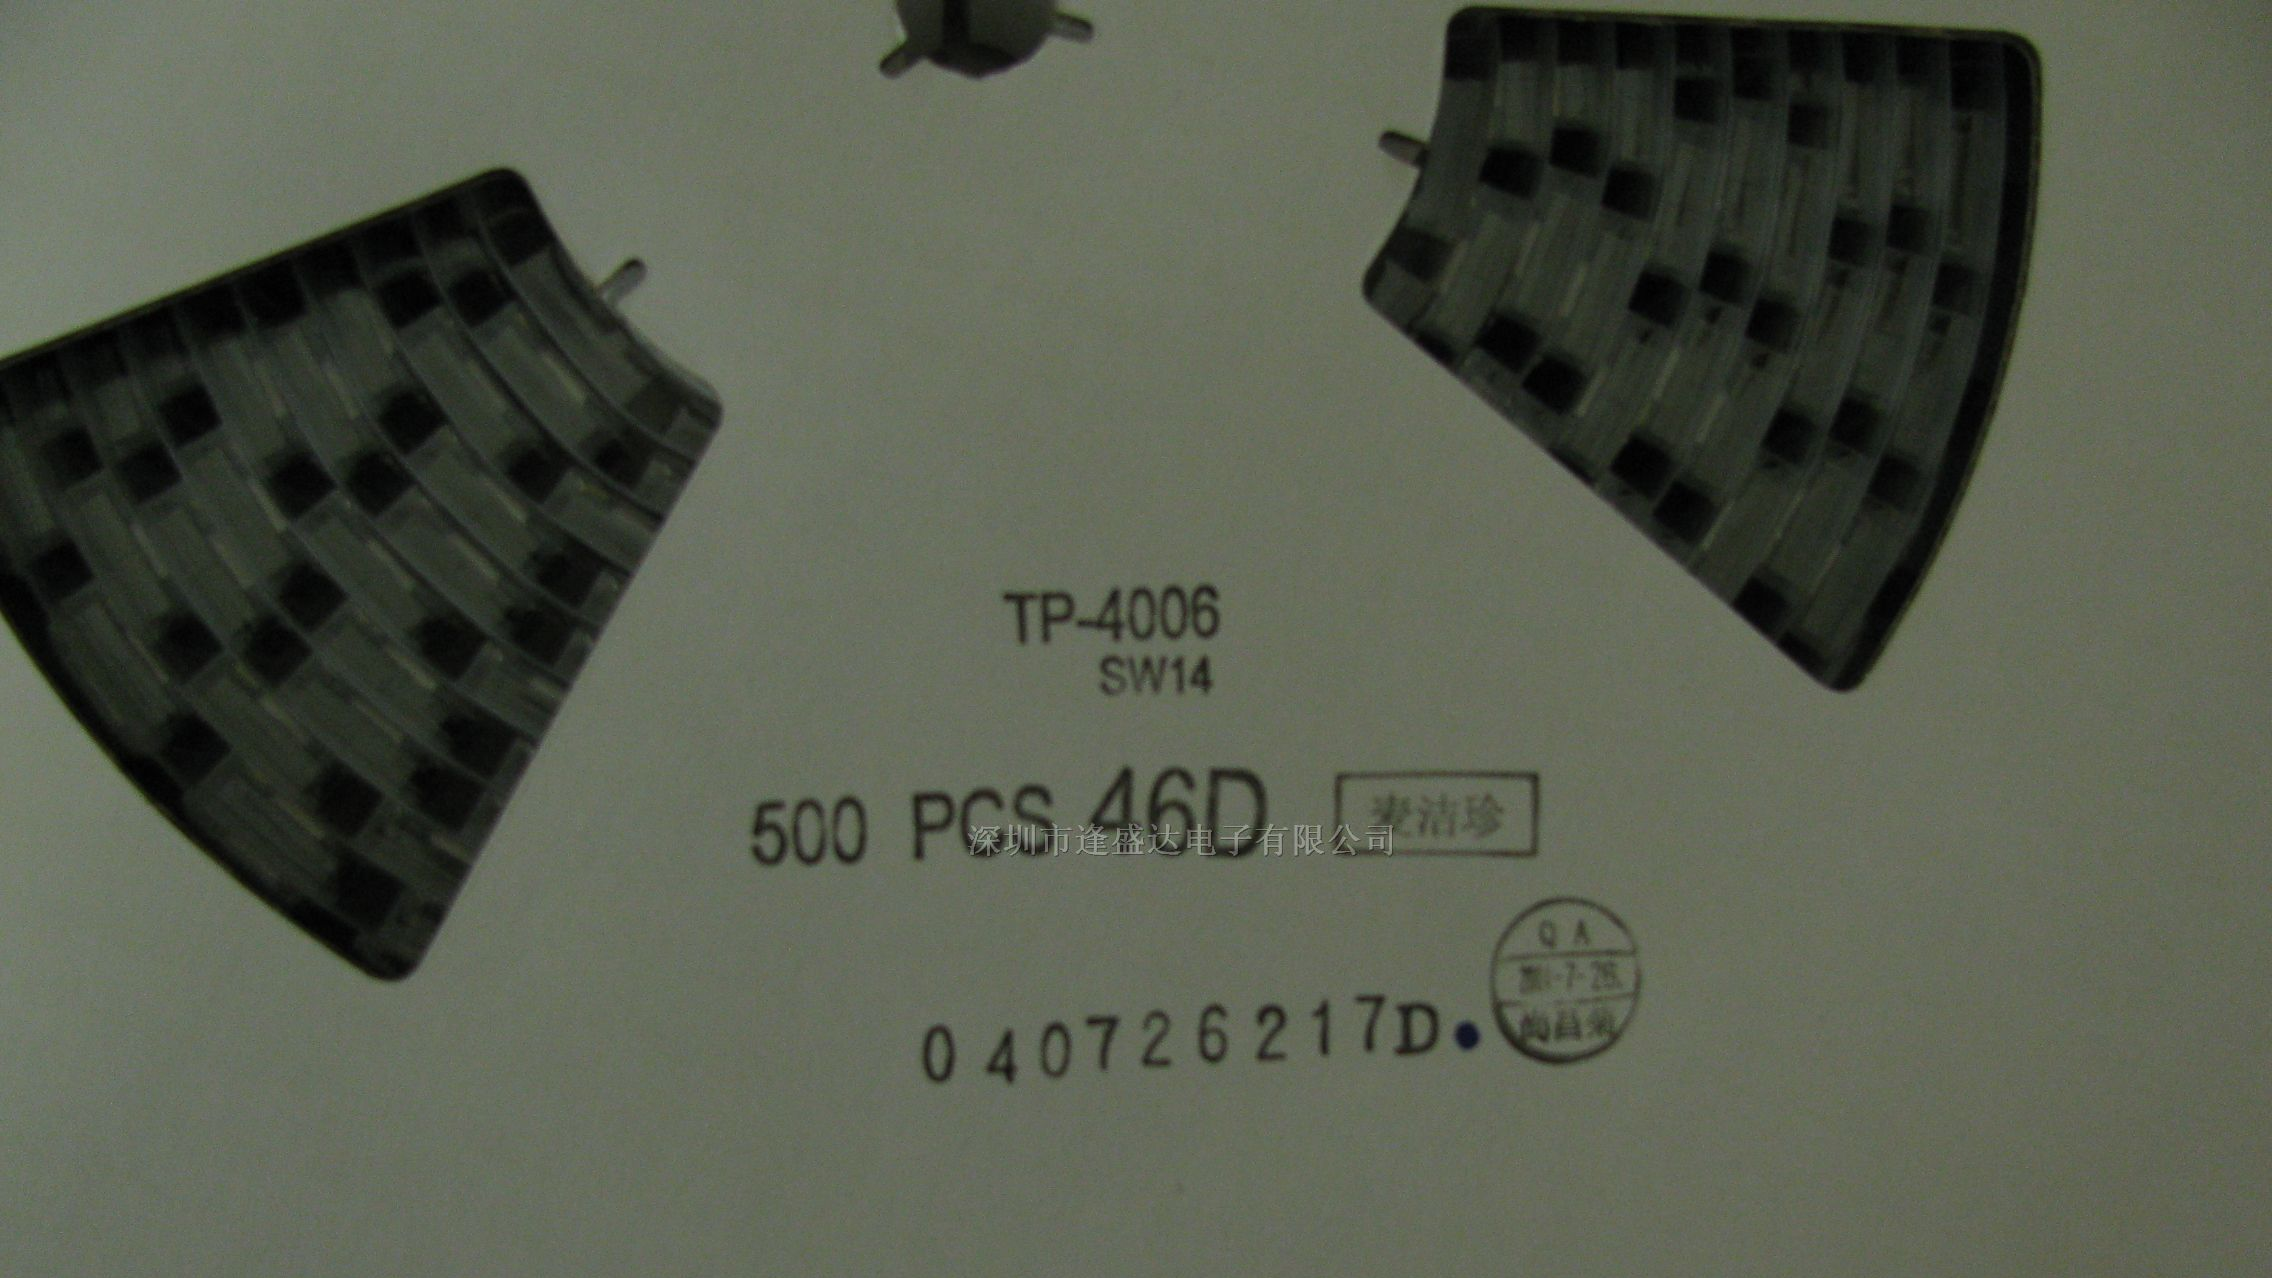 TP-4006
SW14
500 PCS 46D
麦洁珍
深圳市逢盛达电子有限公司
Q A
040726217D.